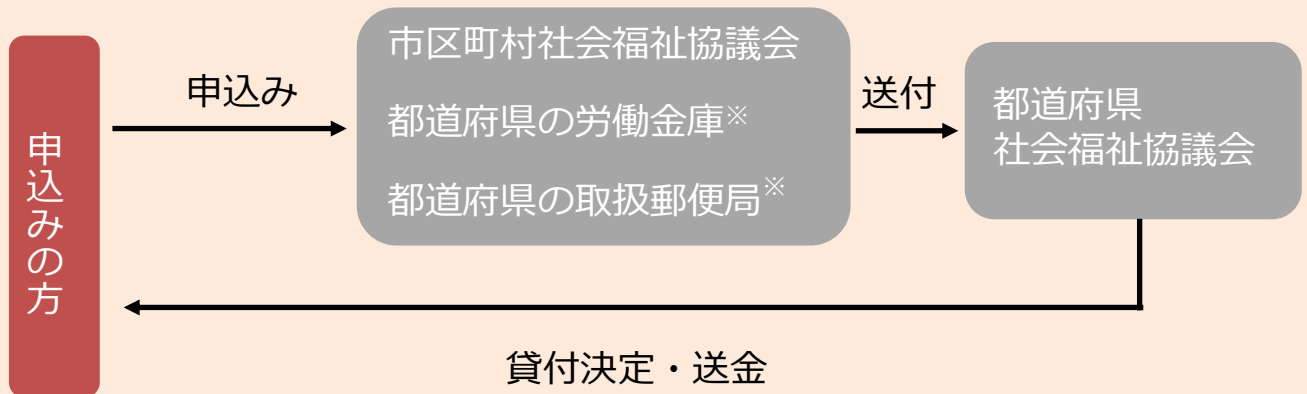 申込みの方
申込み
市区町村社会福祉協議会
都道府県の労働金庫※
都道府県の取扱郵便局※
送付
都道府県
社会福祉協議会
貸付決定・送金